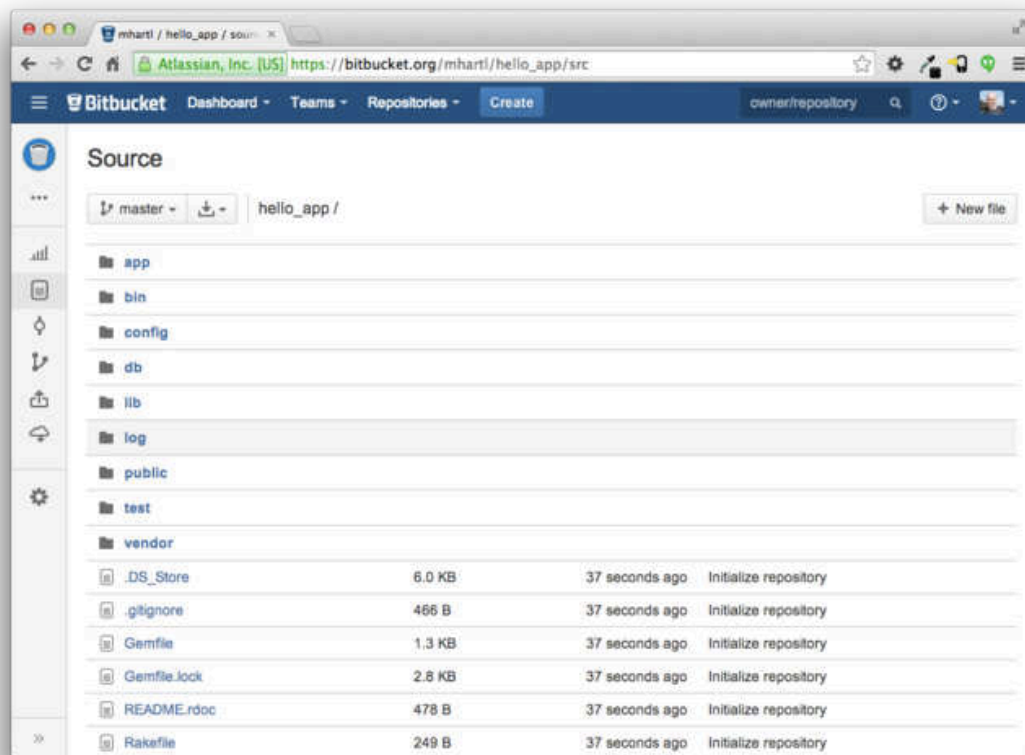 mhartl / hello_app / sour
Atlassian, Inc. [US] https://bitbucket.org/mhartl/hello_app/src
Bitbucket Dashboard Teams Repositories Create owner/repository
Source
master hello_app / + New file
app
bin
config
db
lib
log
public
test
vendor
.DS_Store 6.0 KB 37 seconds ago Initialize repository
.gitignore 466 B 37 seconds ago Initialize repository
Gemfile 1.3 KB 37 seconds ago Initialize repository
Gemfile.lock 2.8 KB 37 seconds ago Initialize repository
README.rdoc 478 B 37 seconds ago Initialize repository
Rakefile 249 B 37 seconds ago Initialize repository